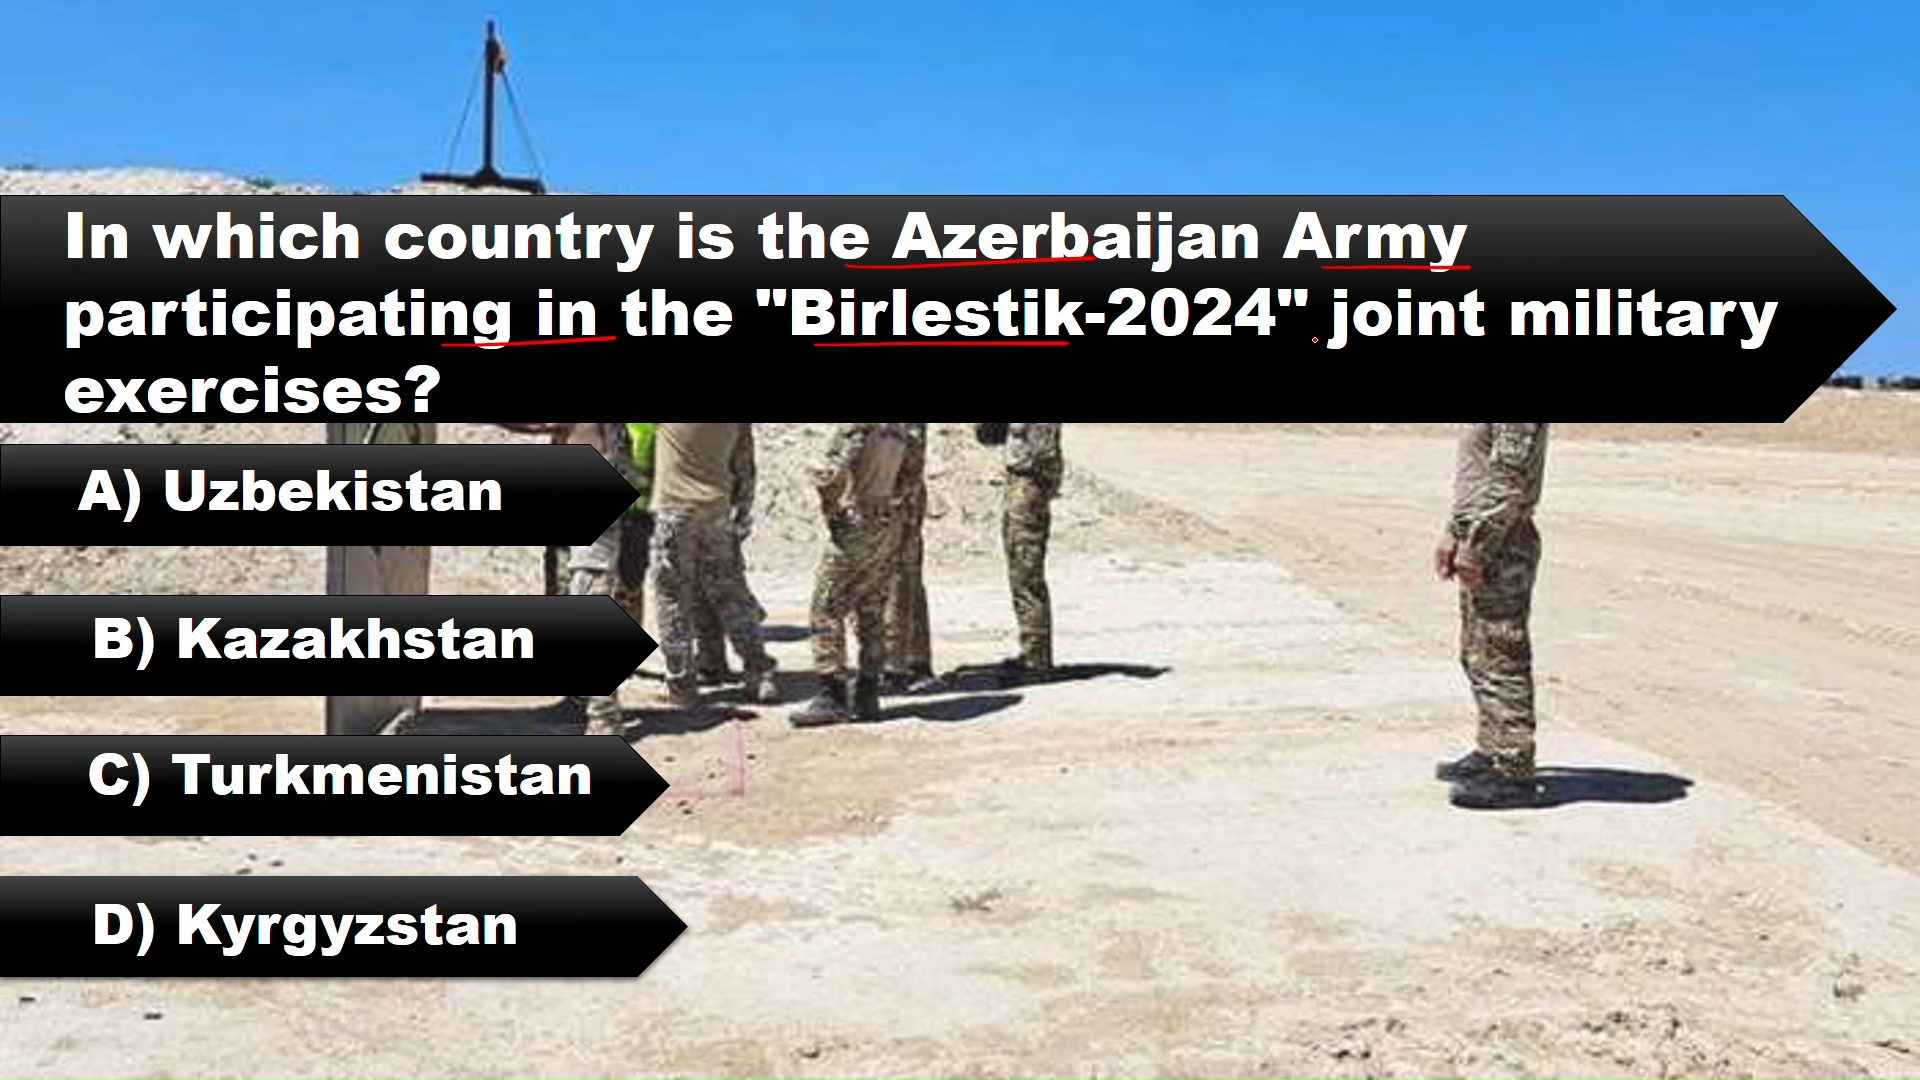 In which country is the Azerbaijan Army
participating in the "Birlestik-2024" joint military
exercises?
A) Uzbekistan
B) Kazakhstan
C) Turkmenistan
D) Kyrgyzstan